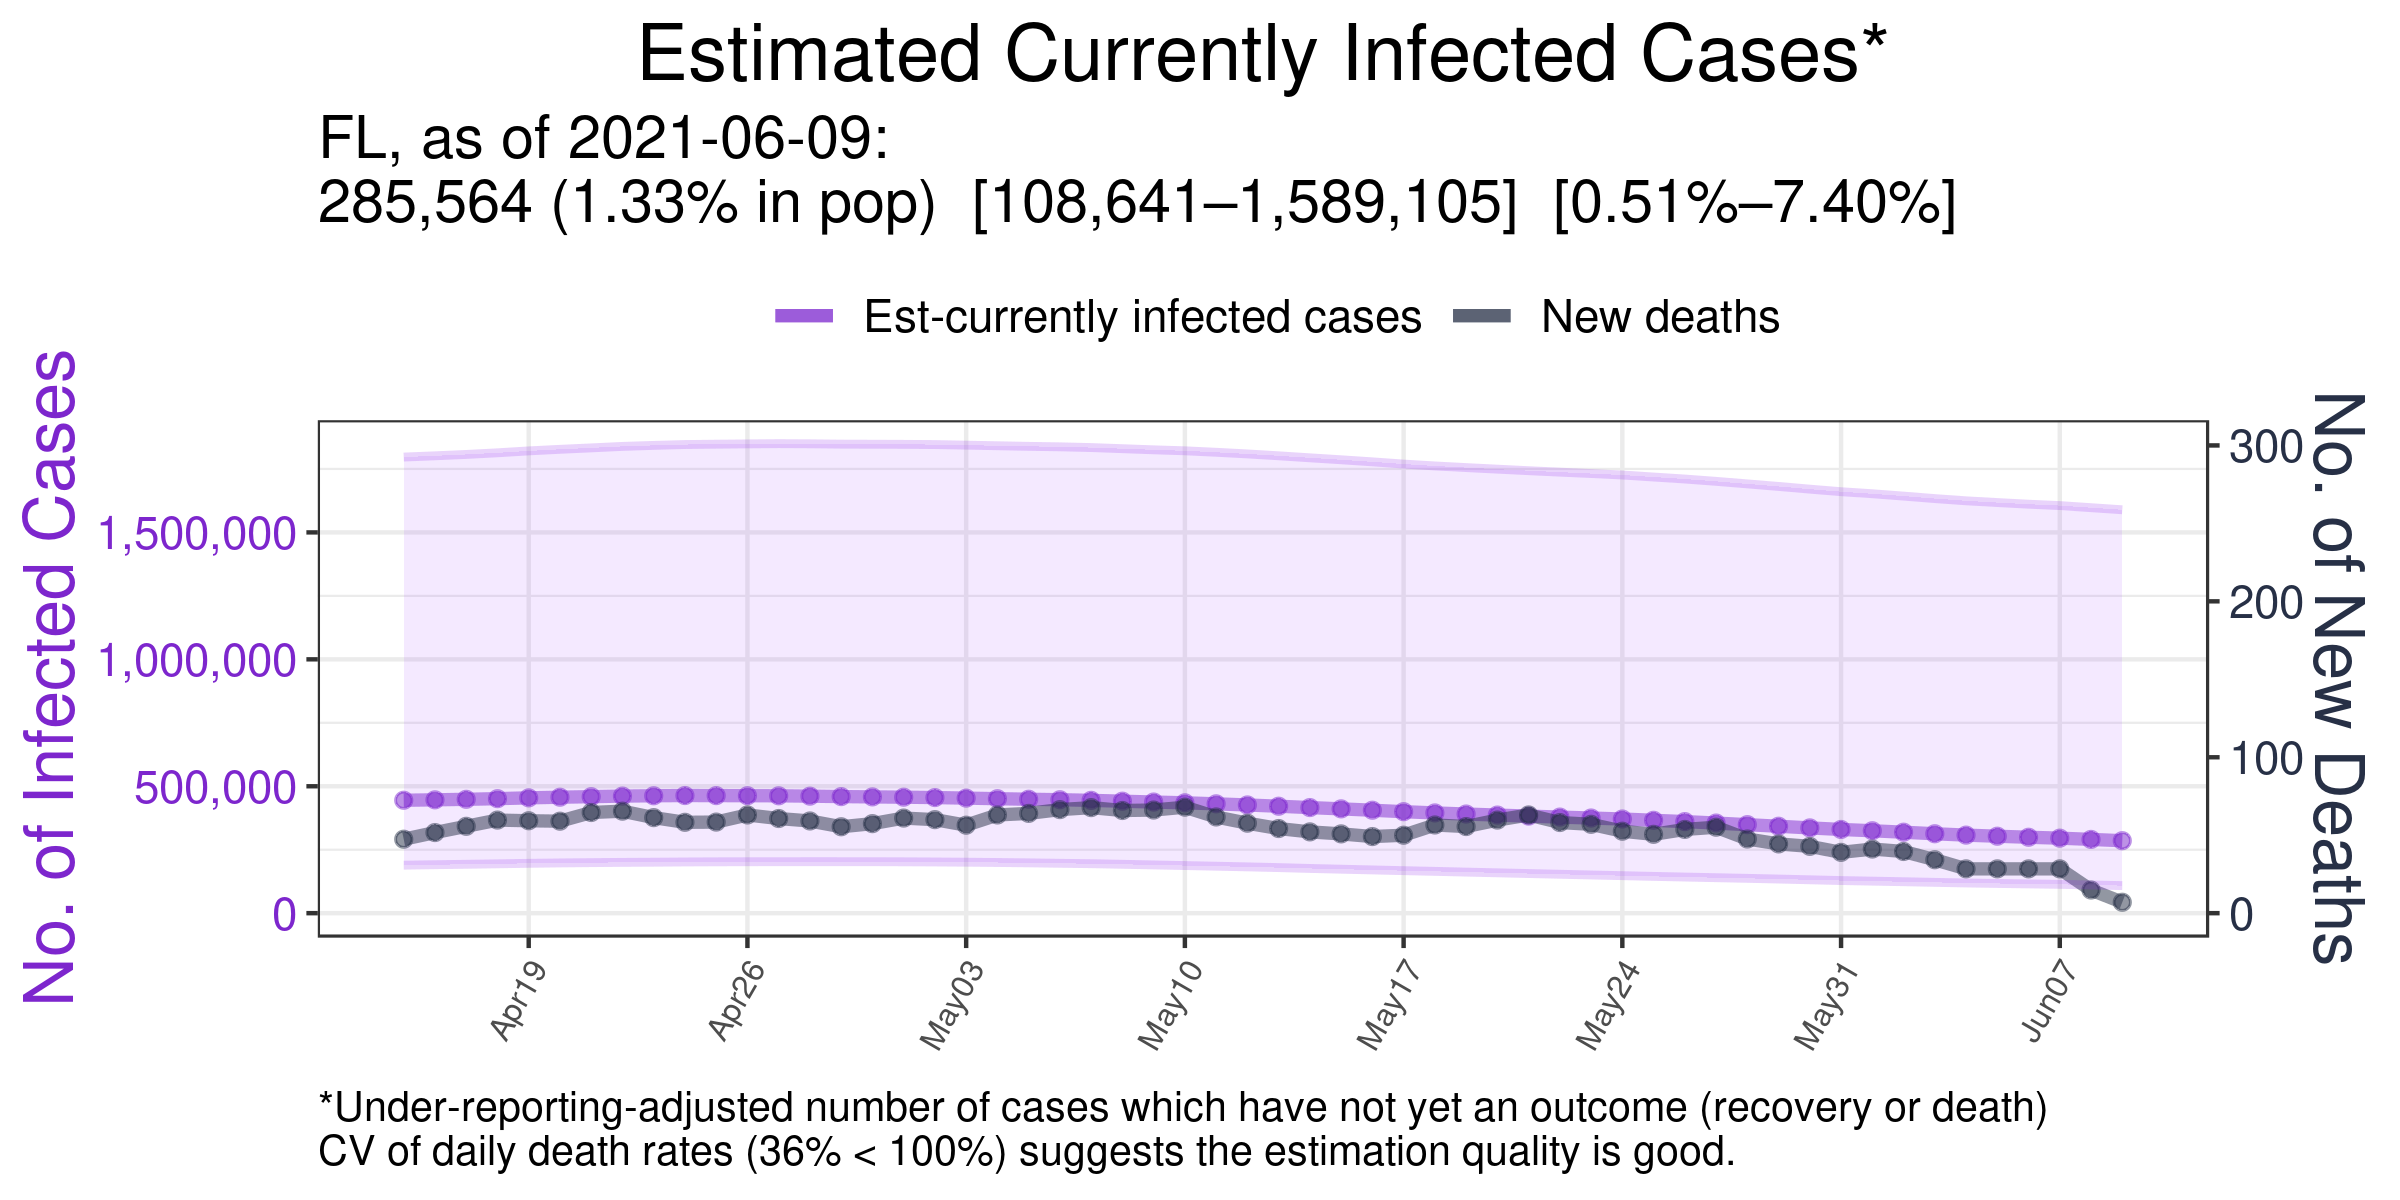 Estimated Currently Infected Cases*
FL, as of 2021-06-09:
285,564 (1.33% in pop)  [108,641–1,589,105]  [0.51%–7.40%]
Est-currently infected cases
New deaths
No. of Infected Cases
1,500,000
1,000,000
500,000
0
300
200
100
0
No. of New Deaths
Apr19
Apr26
May03
May10
May17
May24
May31
Jun07
*Under-reporting-adjusted number of cases which have not yet an outcome (recovery or death)
CV of daily death rates (36% < 100%) suggests the estimation quality is good.